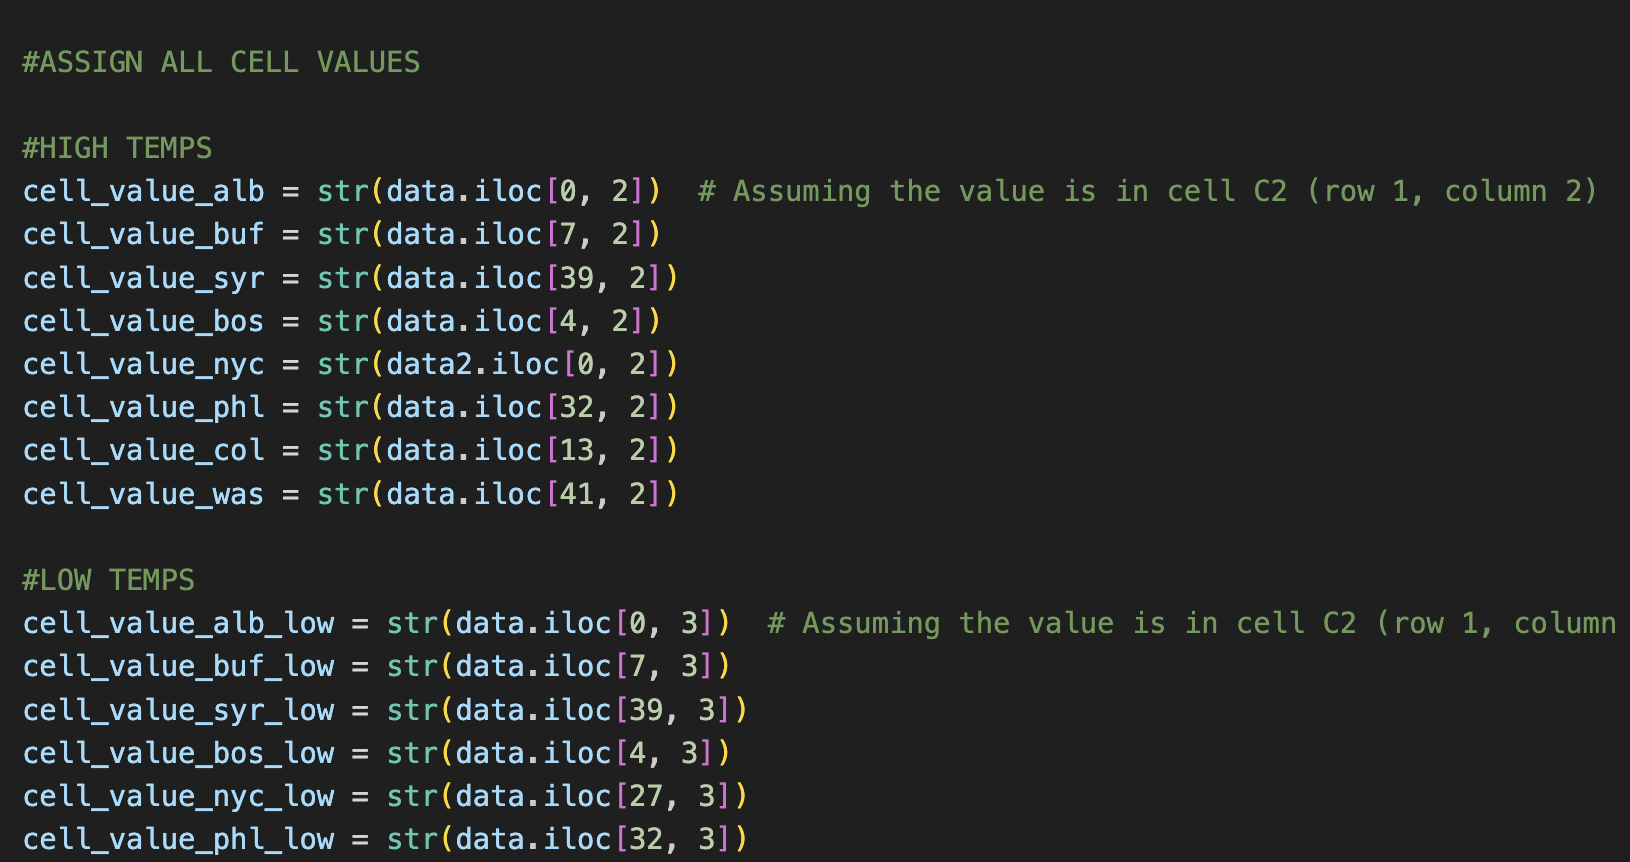 #ASSIGN ALL CELL VALUES
#HIGH TEMPS
cell_value_alb = str(data.iloc[0, 2])  # Assuming the value is in cell C2 (row 1, column 2)
cell_value_buf = str(data.iloc[7, 2])
cell_value_syr = str(data.iloc[39, 2])
cell_value_bos = str(data.iloc[4, 2])
cell_value_nyc = str(data2.iloc[0, 2])
cell_value_phl = str(data.iloc[32, 2])
cell_value_col = str(data.iloc[13, 2])
cell_value_was = str(data.iloc[41, 2])
#LOW TEMPS
cell_value_alb_low = str(data.iloc[0, 3])  # Assuming the value is in cell C2 (row 1, column
cell_value_buf_low = str(data.iloc[7, 3])
cell_value_syr_low = str(data.iloc[39, 3])
cell_value_bos_low = str(data.iloc[4, 3])
cell_value_nyc_low = str(data.iloc[27, 3])
cell_value_phl_low = str(data.iloc[32, 3])